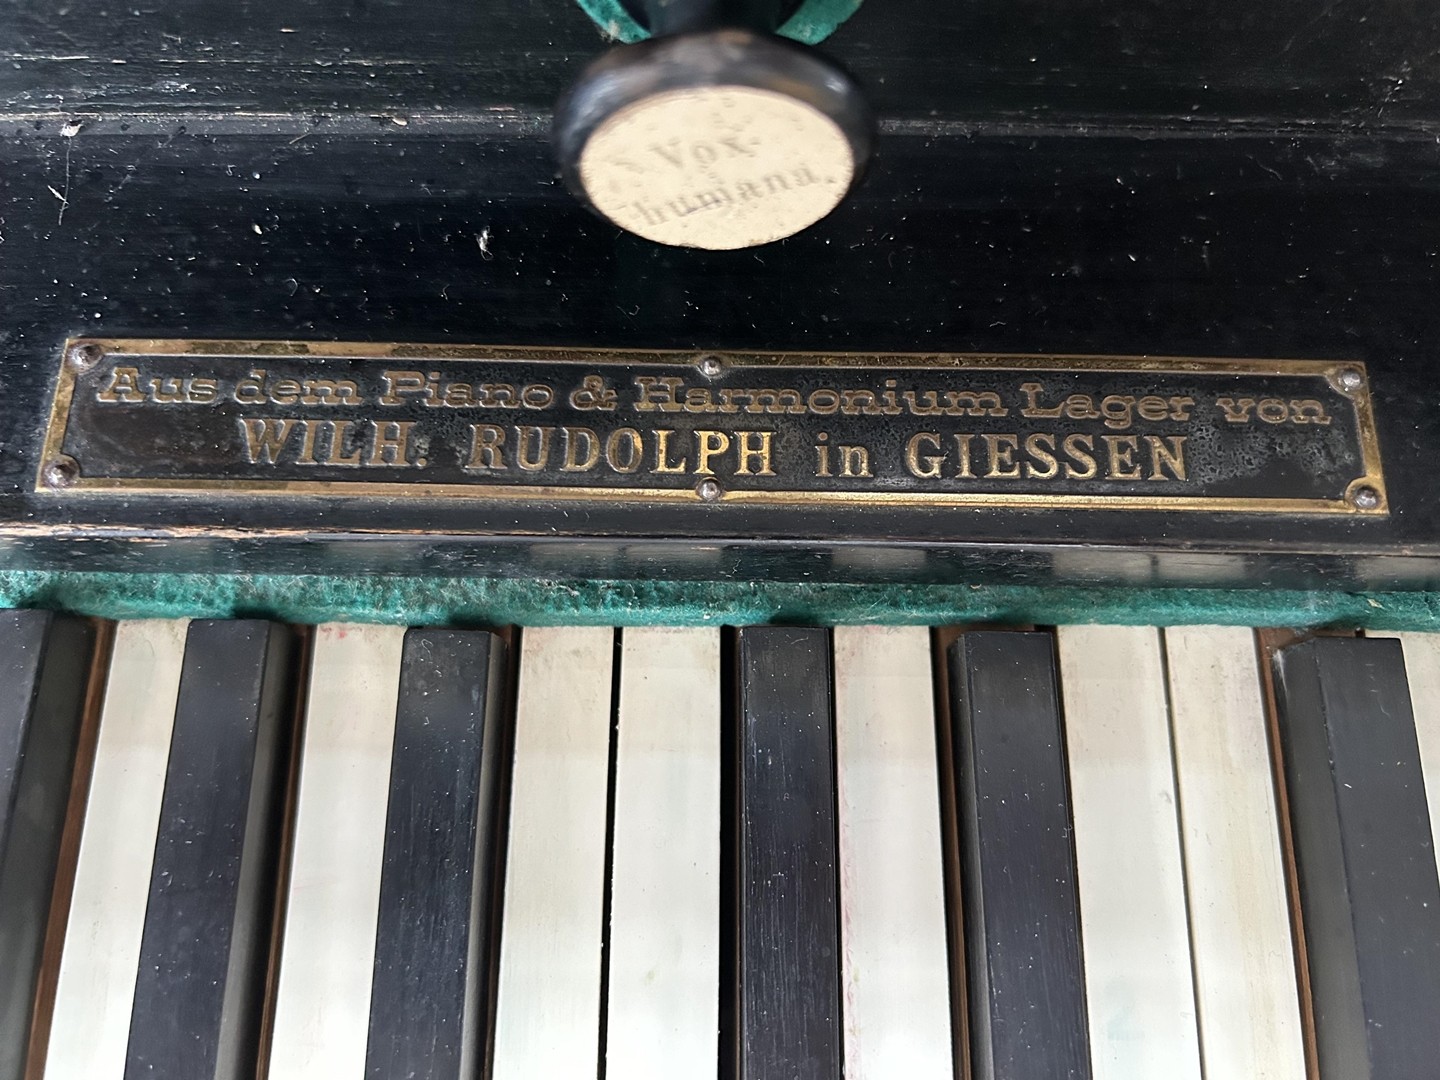 Vox-
humana.
Aus dem Piano & Harmonium Lager von
WILH. RUDOLPH in GIESSEN